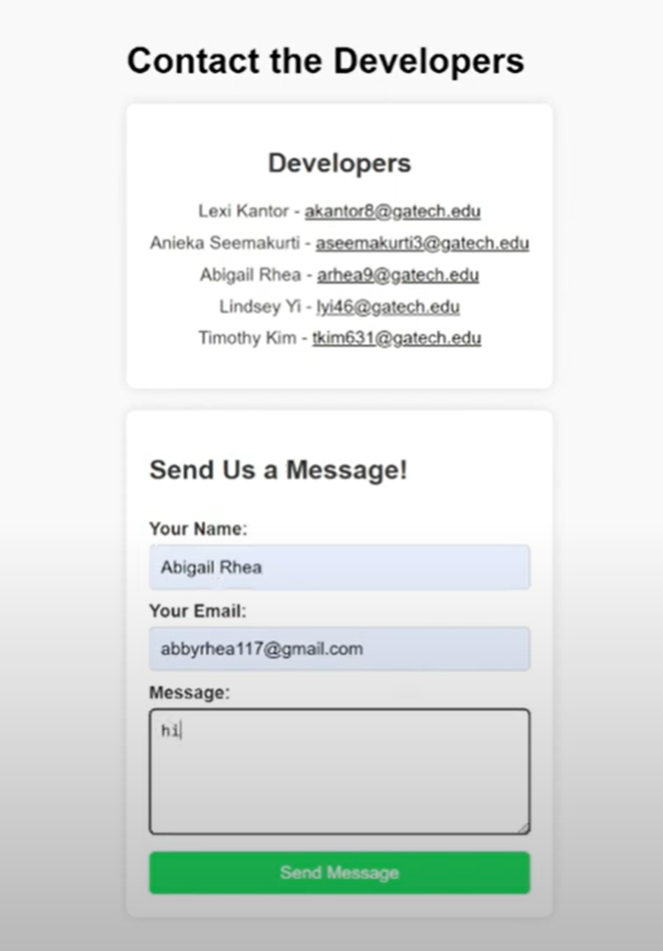 Contact the Developers
Developers
Lexi Kantor - akantor8@gatech.edu
Anieka Seemakurti - aseemakurti3@gatech.edu
Abigail Rhea - arhea9@gatech.edu
Lindsey Yi - lyi46@gatech.edu
Timothy Kim - tkim631@gatech.edu
Send Us a Message!
Your Name:
Abigail Rhea
Your Email:
abbyrhea117@gmail.com
Message:
hi
Send Message